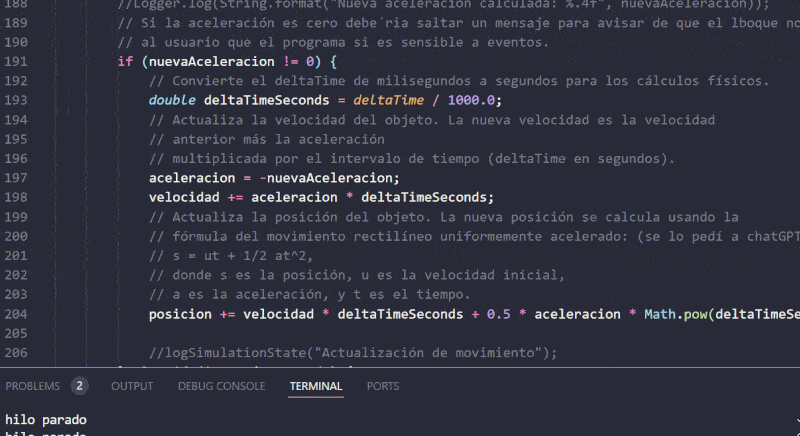 188 //Logger.log(String.format("Nueva aceleración calculada: %.4f", nuevaAceleracion));
189 // Si la aceleración es cero debe´ria saltar un mensaje para avisar de que el lboque no
190 // al usuario que el programa si es sensible a eventos.
191 if (nuevaAceleracion != 0) {
192 // Convierte el deltaTime de milisegundos a segundos para los cálculos físicos.
193 double deltaTimeSeconds = deltaTime / 1000.0;
194 // Actualiza la velocidad del objeto. La nueva velocidad es la velocidad
195 // anterior más la aceleración
196 // multiplicada por el intervalo de tiempo (deltaTime en segundos).
197 aceleracion = -nuevaAceleracion;
198 velocidad += aceleracion * deltaTimeSeconds;
199 // Actualiza la posición del objeto. La nueva posición se calcula usando la
200 // fórmula del movimiento rectilíneo uniformemente acelerado: (se lo pedí a chatGPT
201 // s = ut + 1/2 at^2,
202 // donde s es la posición, u es la velocidad inicial,
203 // a es la aceleración, y t es el tiempo.
204 posicion += velocidad * deltaTimeSeconds + 0.5 * aceleracion * Math.pow(deltaTimeSe
205
206 //logSimulationState("Actualización de movimiento");
PROBLEMS 2 OUTPUT DEBUG CONSOLE TERMINAL PORTS
hilo parado
hilo parado